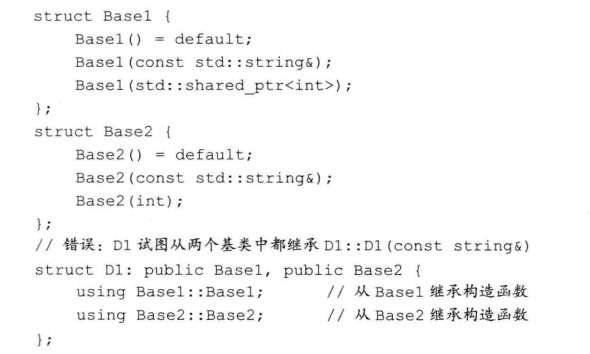 struct Base1 {
    Base1() = default;
    Base1(const std::string&);
    Base1(std::shared_ptr<int>);
};
struct Base2 {
    Base2() = default;
    Base2(const std::string&);
    Base2(int);
};
// 错误：D1 试图从两个基类中都继承 D1::D1(const string&)
struct D1: public Base1, public Base2 {
    using Base1::Base1;      // 从 Base1 继承构造函数
    using Base2::Base2;      // 从 Base2 继承构造函数
};